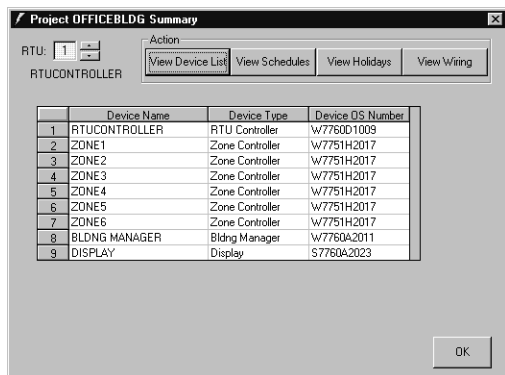 Project OFFICEBLDG Summary
RTU: 1
RTUCONTROLLER
Action
View Device List View Schedules View Holidays View Wiring
Device Name Device Type Device OS Number
1 RTUCONTROLLER RTU Controller W7760D1009
2 ZONE1 Zone Controller W7751H2017
3 ZONE2 Zone Controller W7751H2017
4 ZONE3 Zone Controller W7751H2017
5 ZONE4 Zone Controller W7751H2017
6 ZONE5 Zone Controller W7751H2017
7 ZONE6 Zone Controller W7751H2017
8 BLDNG MANAGER Bldng Manager W7760A2011
9 DISPLAY Display S7760A2023
OK